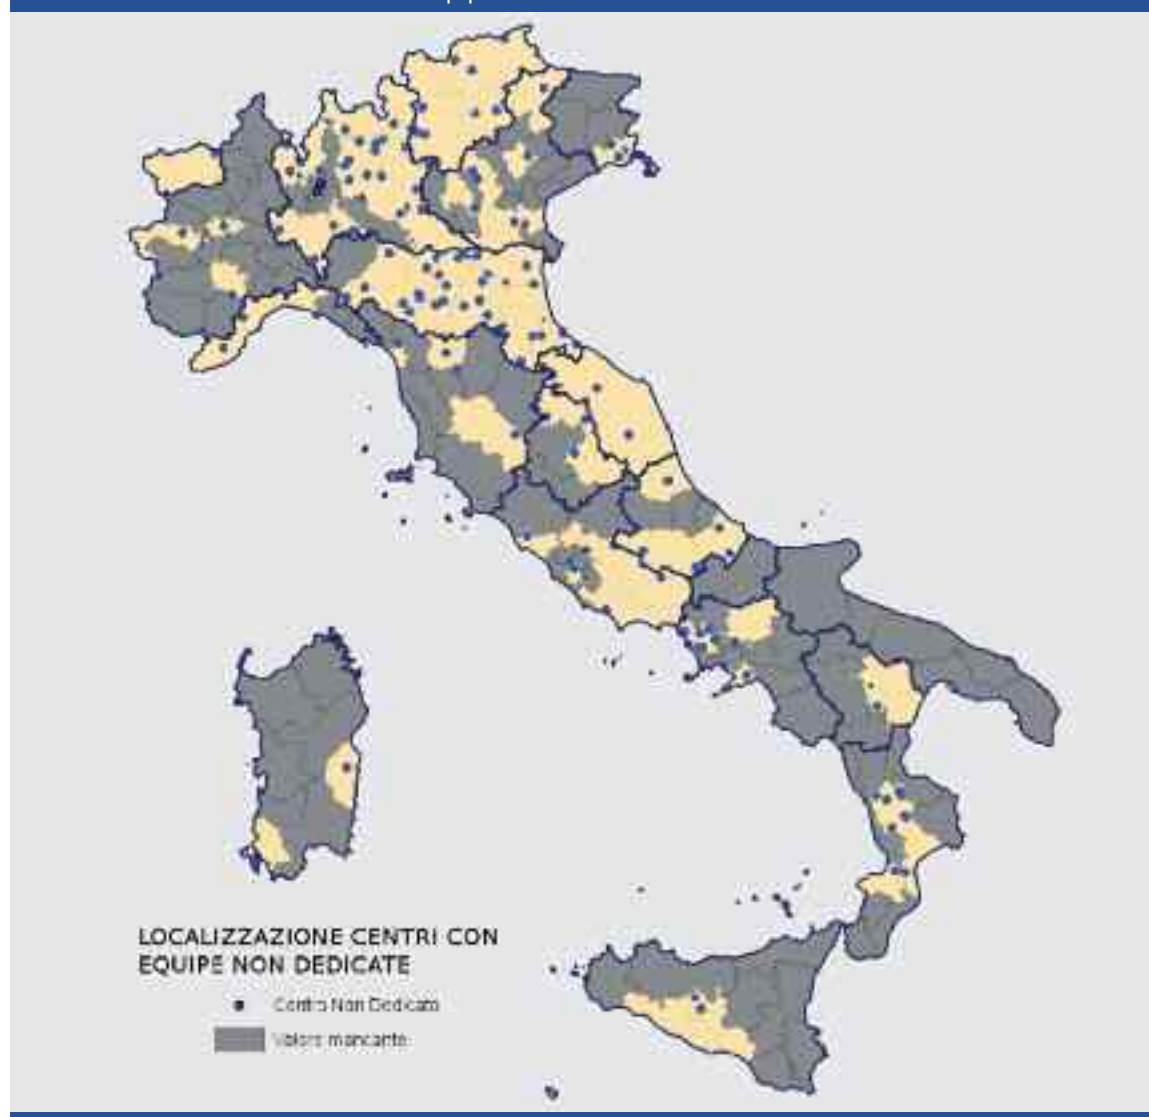 LOCALIZZAZIONE CENTRI CON
EQUIPE NON DEDICATE
Centro Non Dedicato
Valore mancante